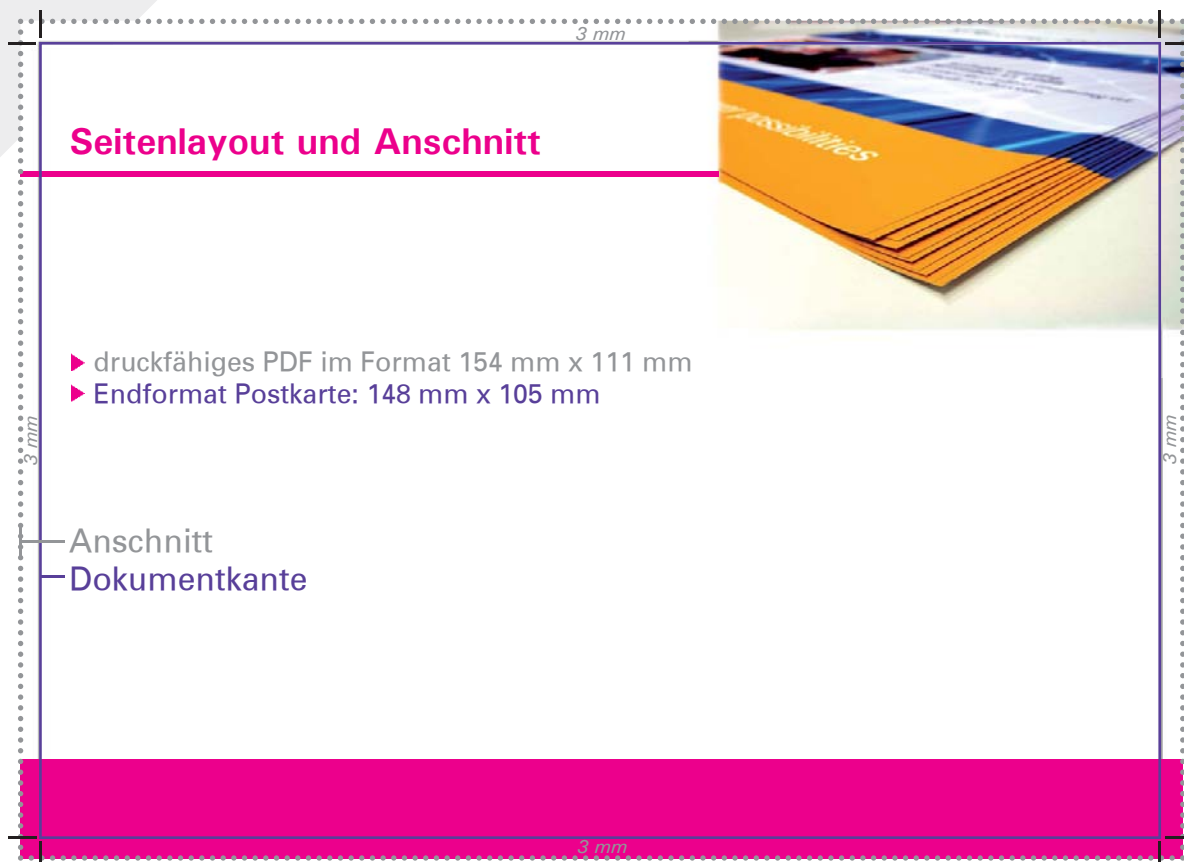 3 mm
Seitenlayout und Anschnitt
possibilities
druckfähiges PDF im Format 154 mm x 111 mm
Endformat Postkarte: 148 mm x 105 mm
3 mm
3 mm
Anschnitt
Dokumentkante
3 mm